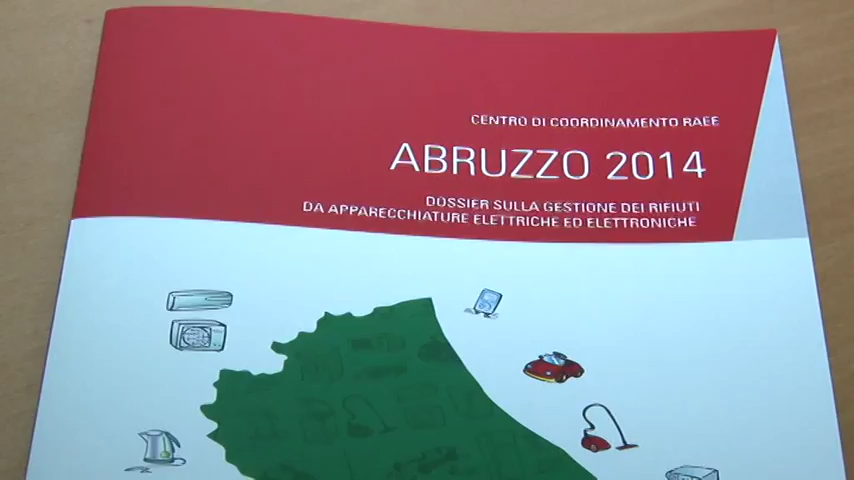 CENTRO DI COORDINAMENTO RAEE
ABRUZZO 2014
DOSSIER SULLA GESTIONE DEI RIFIUTI
DA APPARECCHIATURE ELETTRICHE ED ELETTRONICHE